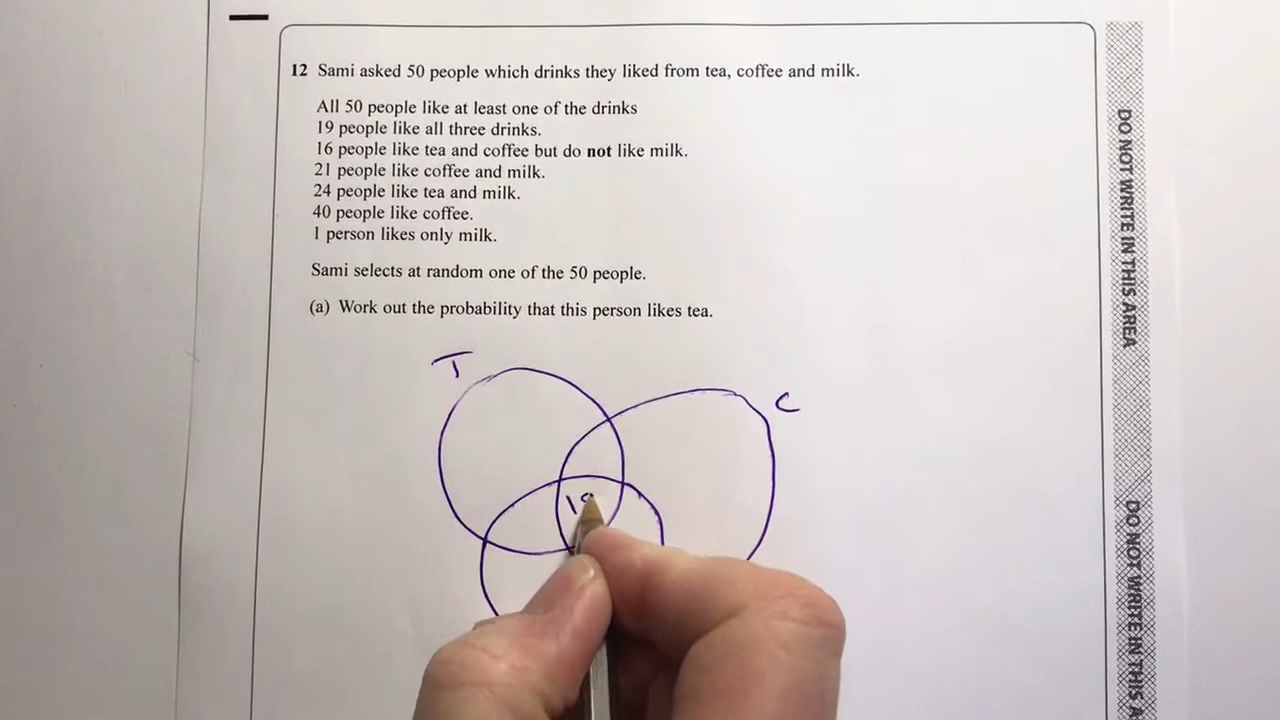 12 Sami asked 50 people which drinks they liked from tea, coffee and milk.
All 50 people like at least one of the drinks
19 people like all three drinks.
16 people like tea and coffee but do not like milk.
21 people like coffee and milk.
24 people like tea and milk.
40 people like coffee.
1 person likes only milk.
Sami selects at random one of the 50 people.
(a) Work out the probability that this person likes tea.
T
C
DO NOT WRITE IN THIS AREA
DO NOT WRITE IN THIS A